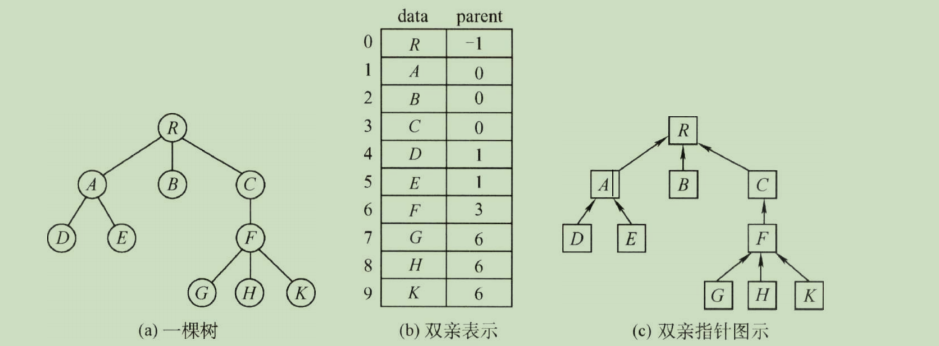 data parent
0 R -1
1 A 0
2 B 0
3 C 0
4 D 1
5 E 1
6 F 3
7 G 6
8 H 6
9 K 6
R
A B C
D E F
G H K
(a) 一棵树
(b) 双亲表示
R
A B C
D E F
G H K
(c) 双亲指针图示